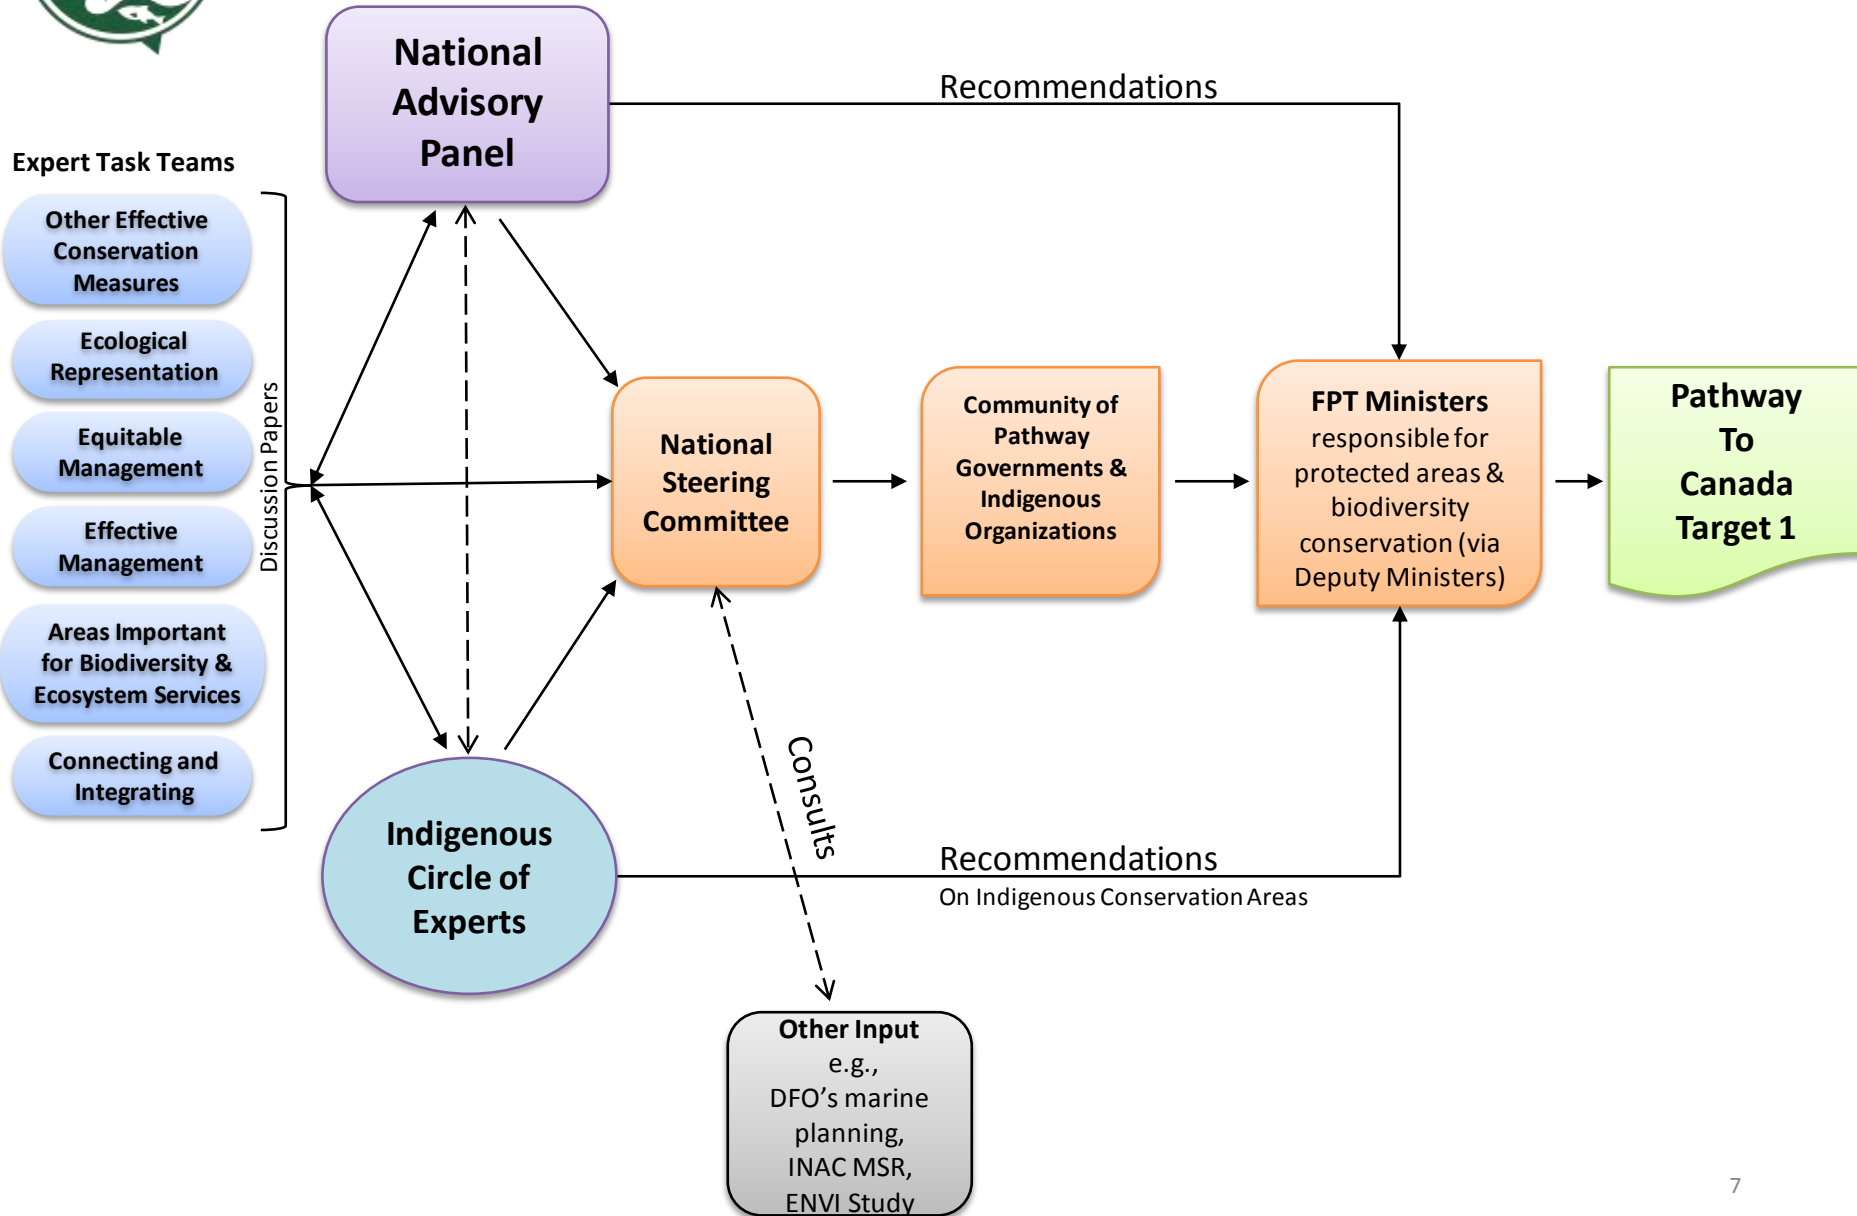 National
Advisory
Panel
Recommendations
Expert Task Teams
Other Effective
Conservation
Measures
Ecological
Representation
Equitable
Management
Effective
Management
Areas Important
for Biodiversity &
Ecosystem Services
Connecting and
Integrating
Discussion Papers
National
Steering
Committee
Community of
Pathway
Governments &
Indigenous
Organizations
FPT Ministers
responsible for
protected areas &
biodiversity
conservation (via
Deputy Ministers)
Pathway
To
Canada
Target 1
Indigenous
Circle of
Experts
Consults
Recommendations
On Indigenous Conservation Areas
Other Input
e.g.,
DFO’s marine
planning,
INAC MSR,
ENVI Study
7